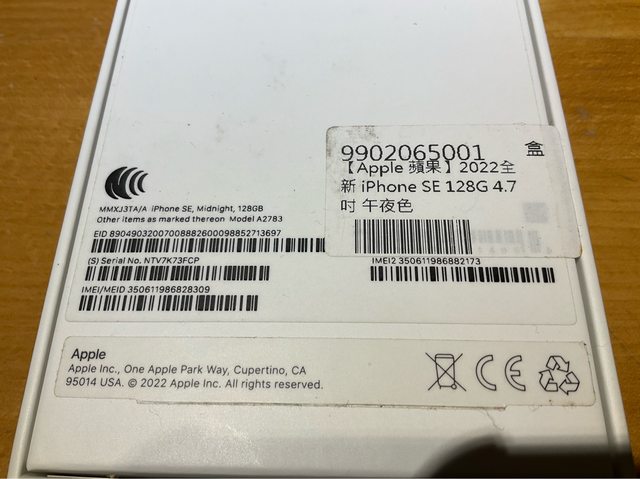 9902065001
盒
【Apple 蘋果】2022全
新 iPhone SE 128G 4.7
吋 午夜色
MMXJ3TA/A iPhone SE, Midnight, 128GB
Other items as marked thereon Model A2783
EID 89049032007008882600098852713697
(S) Serial No. NTV7K73FCP
IMEI2 350611986882173
IMEI/MEID 350611986828309
Apple
Apple Inc., One Apple Park Way, Cupertino, CA
95014 USA. © 2022 Apple Inc. All rights reserved.
CE